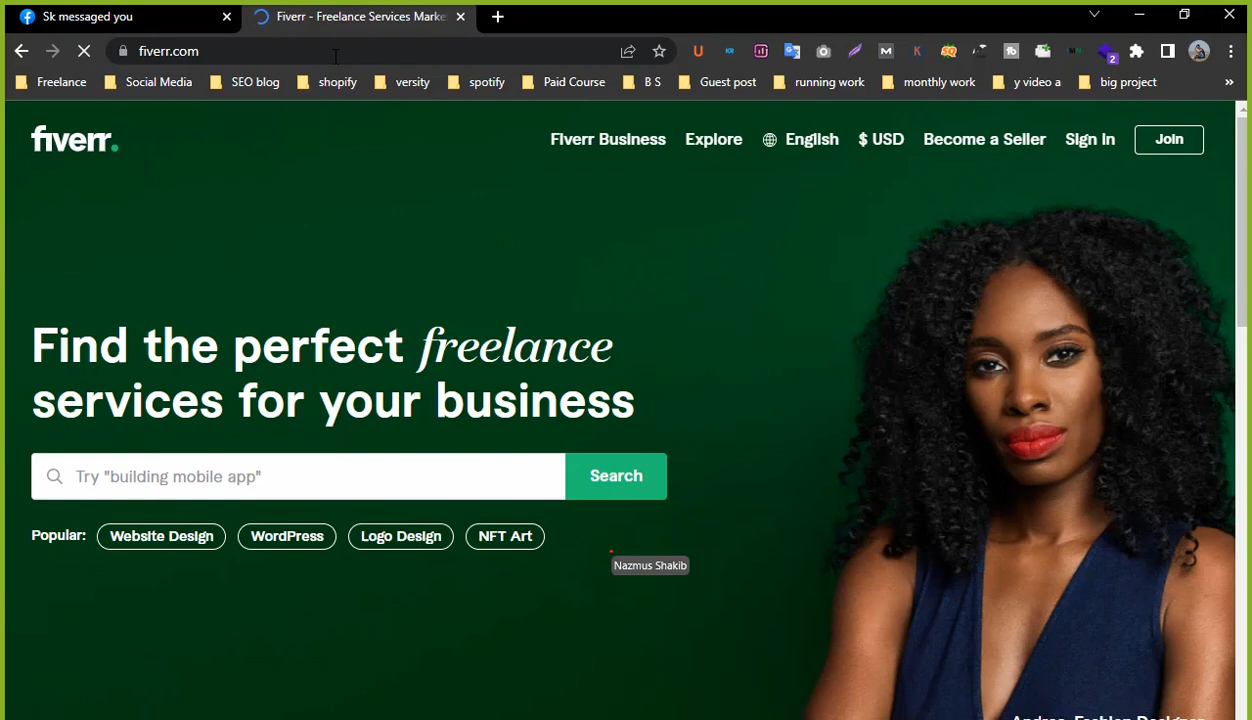 Sk messaged you
Fiverr - Freelance Services Marke
fiverr.com
Freelance
Social Media
SEO blog
shopify
versity
spotify
Paid Course
B S
Guest post
running work
monthly work
y video a
big project
2
fiverr.
Fiverr Business
Explore
English
$ USD
Become a Seller
Sign In
Join
Find the perfect freelance
services for your business
Try "building mobile app"
Search
Popular:
Website Design
WordPress
Logo Design
NFT Art
Nazmus Shakib